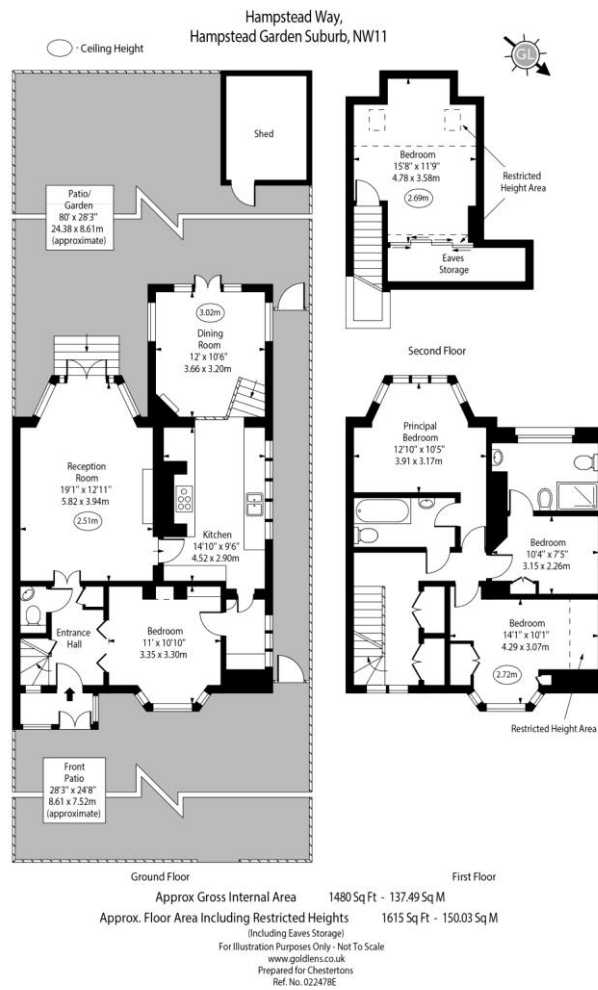 Hampstead Way,
Hampstead Garden Suburb, NW11
- Ceiling Height
GL
Shed
Patio/
Garden
80' x 28'3"
24.38 x 8.61m
(approximate)
3.02m
Dining
Room
12' x 10'6"
3.66 x 3.20m
Reception
Room
19'1" x 12'11"
5.82 x 3.94m
2.51m
Kitchen
14'10" x 9'6"
4.52 x 2.90m
Entrance
Hall
Bedroom
11' x 10'10"
3.35 x 3.30m
Front
Patio
28'3" x 24'8"
8.61 x 7.52m
(approximate)
Ground Floor
Bedroom
15'8" x 11'9"
4.78 x 3.58m
2.69m
Restricted
Height Area
Eaves
Storage
Second Floor
Principal
Bedroom
12'10" x 10'5"
3.91 x 3.17m
Bedroom
10'4" x 7'5"
3.15 x 2.26m
Bedroom
14'1" x 10'1"
4.29 x 3.07m
2.72m
Restricted Height Area
First Floor
Approx Gross Internal Area 1480 Sq Ft - 137.49 Sq M
Approx. Floor Area Including Restricted Heights 1615 Sq Ft - 150.03 Sq M
(Including Eaves Storage)
For Illustration Purposes Only - Not To Scale
www.goldlens.co.uk
Prepared for Chestertons
Ref. No. 022478E